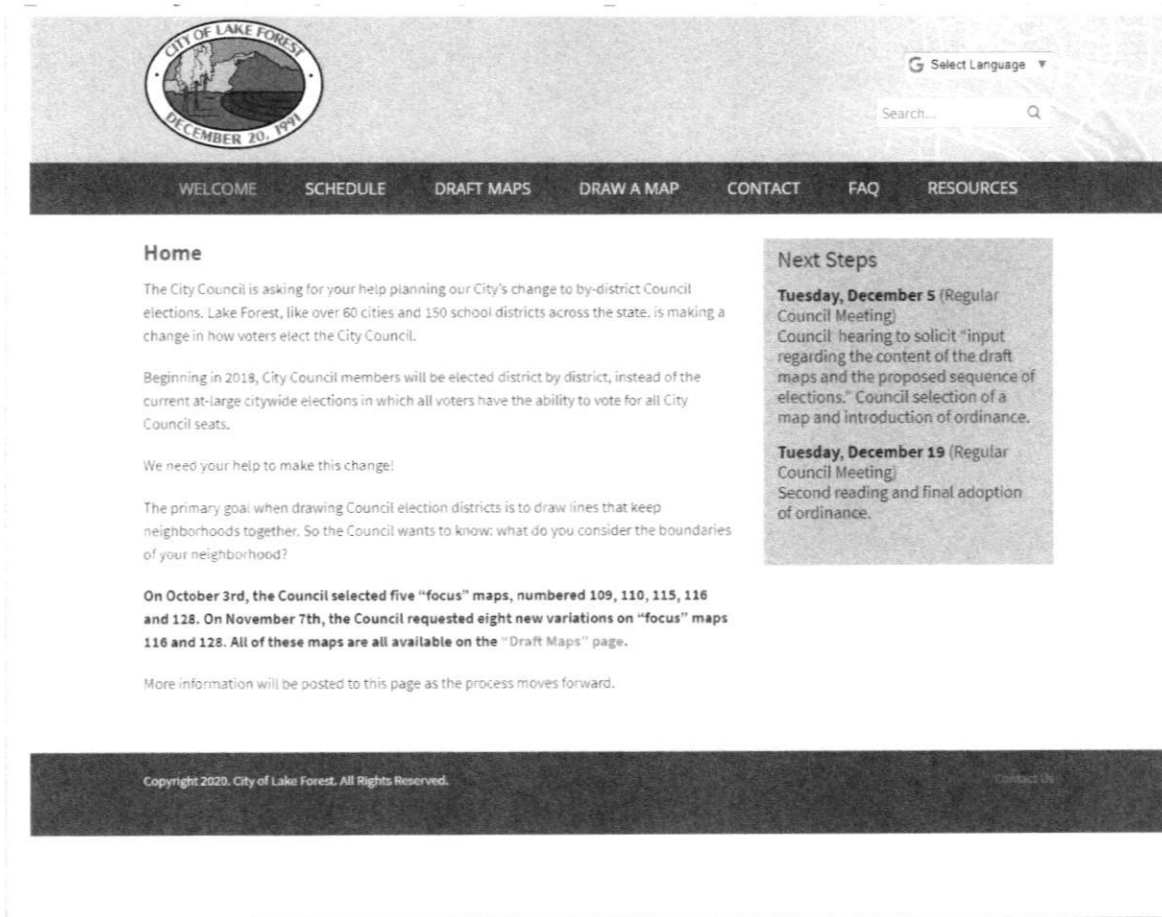 CITY OF LAKE FOREST
DECEMBER 20, 1991
G Select Language ▼
Search...
WELCOME SCHEDULE DRAFT MAPS DRAW A MAP CONTACT FAQ RESOURCES
Home
The City Council is asking for your help planning our City's change to by-district Council
elections. Lake Forest, like over 60 cities and 150 school districts across the state, is making a
change in how voters elect the City Council.
Beginning in 2018, City Council members will be elected district by district, instead of the
current at-large citywide elections in which all voters have the ability to vote for all City
Council seats.
We need your help to make this change!
The primary goal when drawing Council election districts is to draw lines that keep
neighborhoods together. So the Council wants to know: what do you consider the boundaries
of your neighborhood?
On October 3rd, the Council selected five “focus” maps, numbered 109, 110, 115, 116
and 128. On November 7th, the Council requested eight new variations on “focus” maps
116 and 128. All of these maps are all available on the “Draft Maps” page.
More information will be posted to this page as the process moves forward.
Next Steps
Tuesday, December 5 (Regular
Council Meeting)
Council hearing to solicit “input
regarding the content of the draft
maps and the proposed sequence of
elections.” Council selection of a
map and introduction of ordinance.
Tuesday, December 19 (Regular
Council Meeting)
Second reading and final adoption
of ordinance.
Copyright 2020. City of Lake Forest. All Rights Reserved.
Contact Us